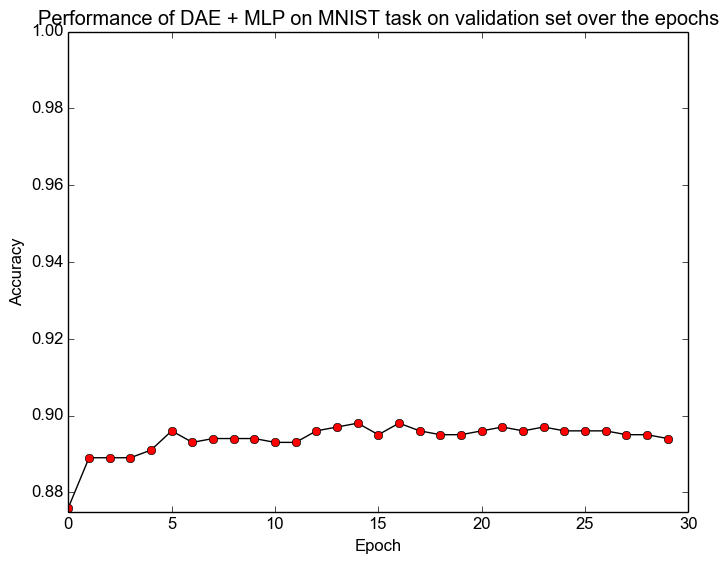 Performance of DAE + MLP on MNIST task on validation set over the epochs
1.00
0.98
0.96
0.94
0.92
0.90
0.88
Accuracy
0 5 10 15 20 25 30
Epoch